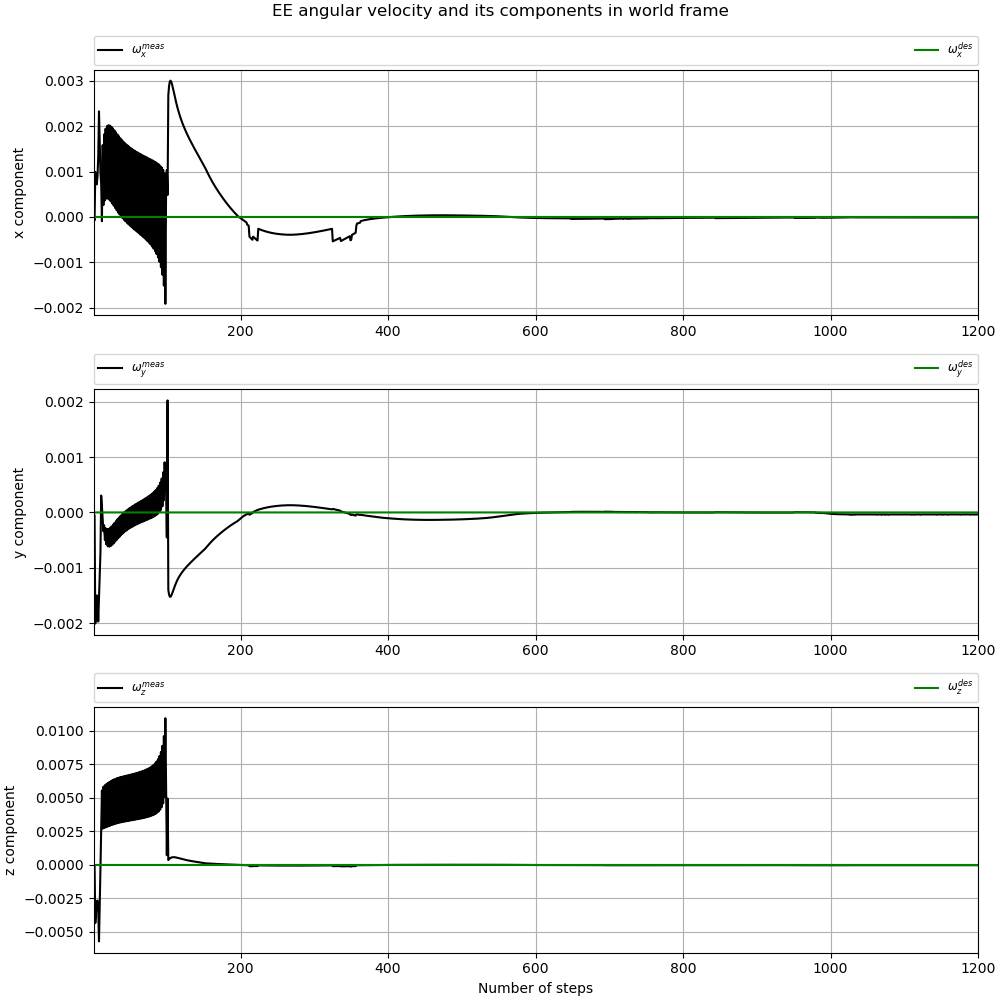 EE angular velocity and its components in world frame
ω_x^{meas} ω_x^{des}
0.003
0.002
0.001
0.000
−0.001
−0.002
x component
200 400 600 800 1000 1200
ω_y^{meas} ω_y^{des}
0.002
0.001
0.000
−0.001
−0.002
y component
200 400 600 800 1000 1200
ω_z^{meas} ω_z^{des}
0.0100
0.0075
0.0050
0.0025
0.0000
−0.0025
−0.0050
z component
200 400 600 800 1000 1200
Number of steps